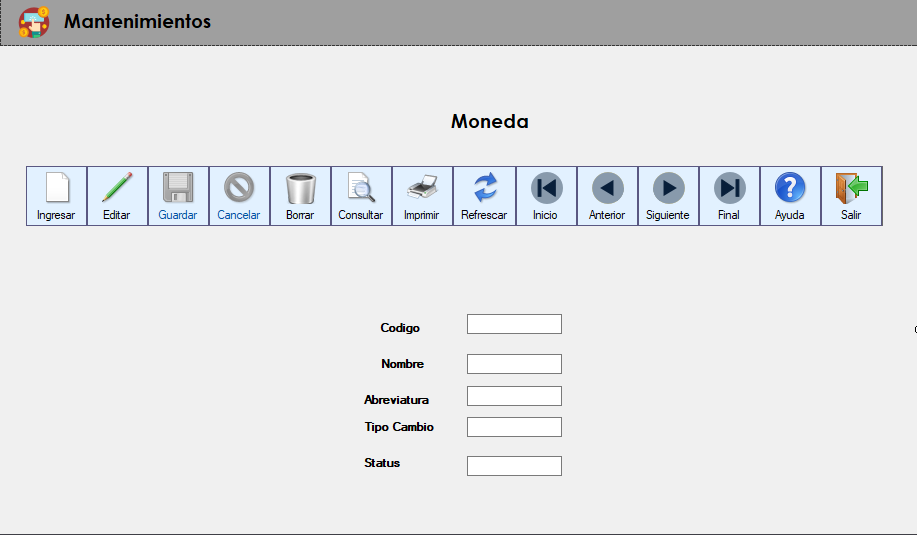 Mantenimientos
Moneda
Ingresar Editar Guardar Cancelar Borrar Consultar Imprimir Refrescar Inicio Anterior Siguiente Final Ayuda Salir
Codigo
Nombre
Abreviatura
Tipo Cambio
Status